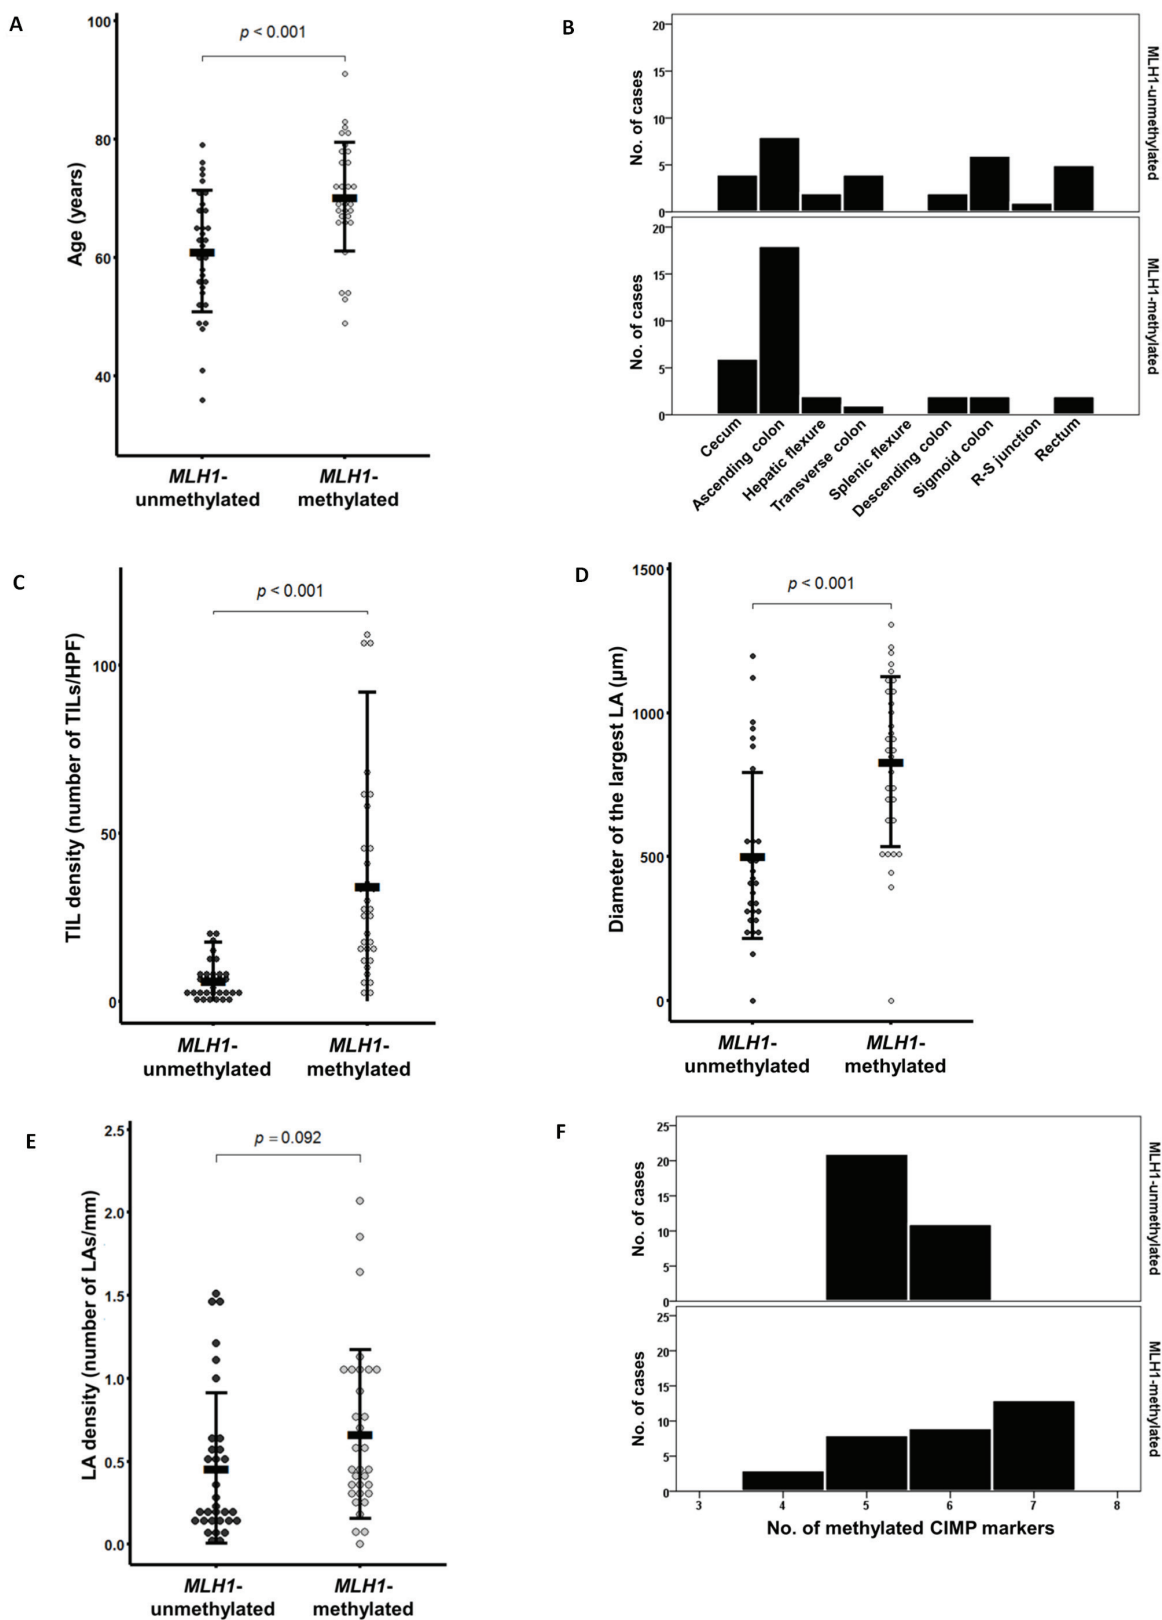 A
100
80
60
40
Age (years)
p < 0.001
MLH1-
unmethylated
MLH1-
methylated
B
20
15
10
5
0
No. of cases
MLH1-unmethylated
20
15
10
5
0
No. of cases
MLH1-methylated
Cecum
Ascending colon
Hepatic flexure
Transverse colon
Splenic flexure
Descending colon
Sigmoid colon
R-S junction
Rectum
C
100
50
0
TIL density (number of TILs/HPF)
p < 0.001
MLH1-
unmethylated
MLH1-
methylated
D
1500
1000
500
0
Diameter of the largest LA (μm)
p < 0.001
MLH1-
unmethylated
MLH1-
methylated
E
2.5
2.0
1.5
1.0
0.5
0.0
LA density (number of LAs/mm)
p = 0.092
MLH1-
unmethylated
MLH1-
methylated
F
25
20
15
10
5
0
No. of cases
MLH1-unmethylated
25
20
15
10
5
0
No. of cases
MLH1-methylated
3 4 5 6 7 8
No. of methylated CIMP markers